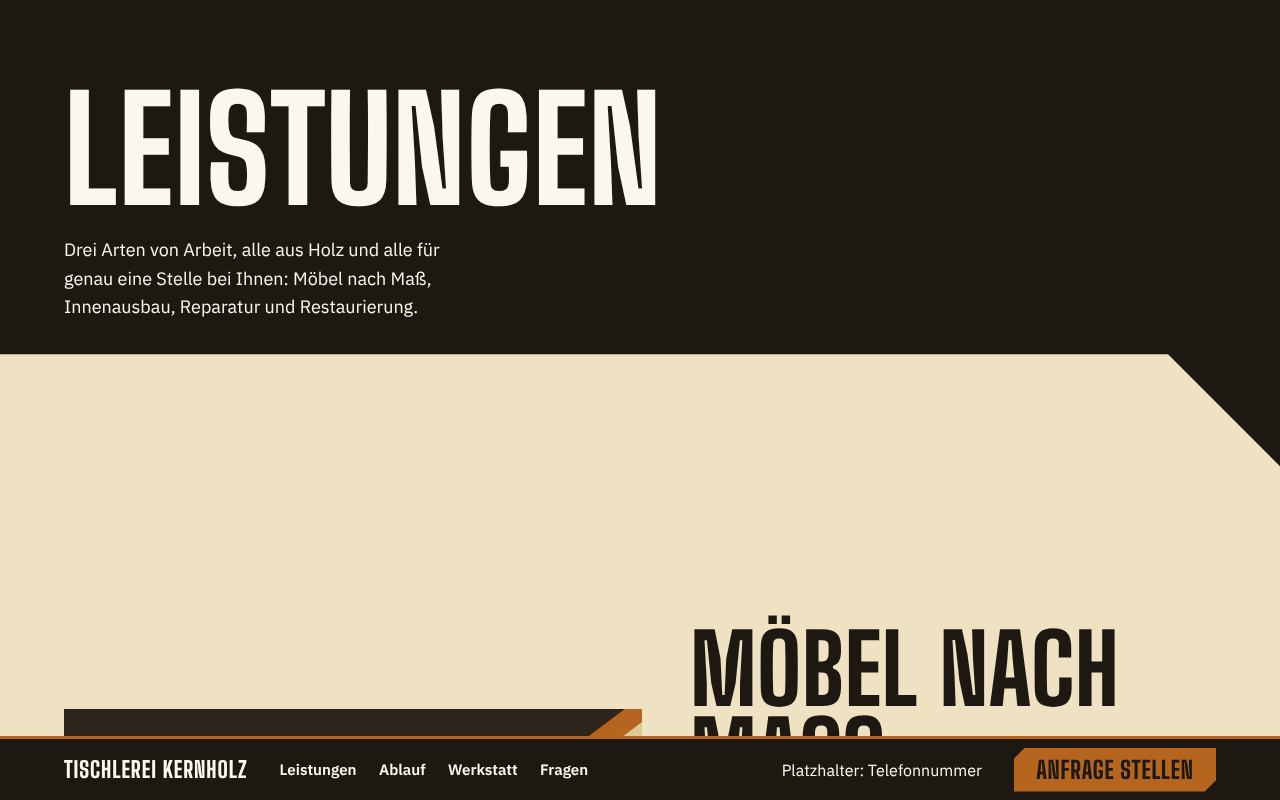 LEISTUNGEN
Drei Arten von Arbeit, alle aus Holz und alle für
genau eine Stelle bei Ihnen: Möbel nach Maß,
Innenausbau, Reparatur und Restaurierung.
MÖBEL NACH
MASS
TISCHLEREI KERNHOLZ
Leistungen
Ablauf
Werkstatt
Fragen
Platzhalter: Telefonnummer
ANFRAGE STELLEN